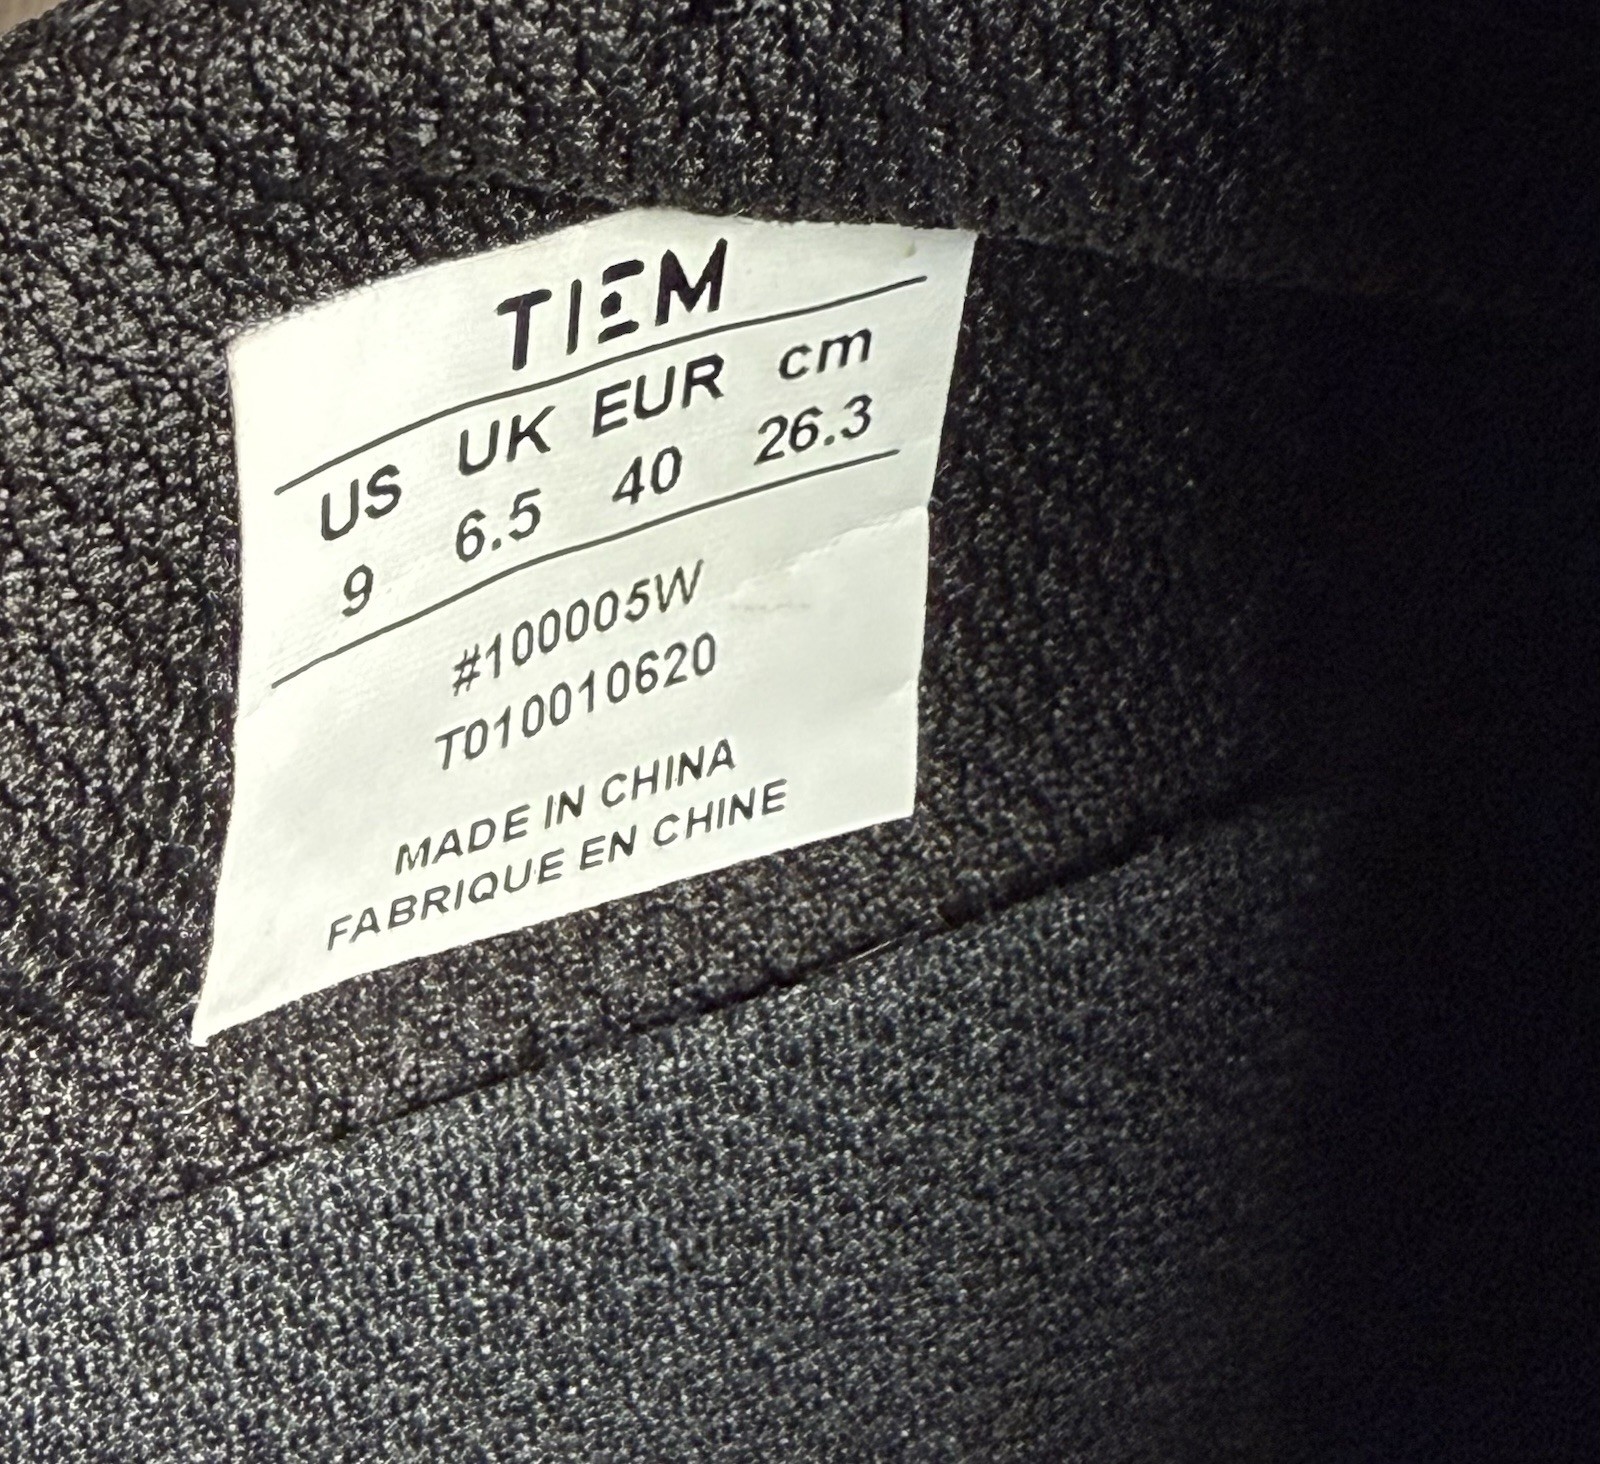 TIEM
US UK EUR cm
9 6.5 40 26.3
#100005W
T010010620
MADE IN CHINA
FABRIQUE EN CHINE